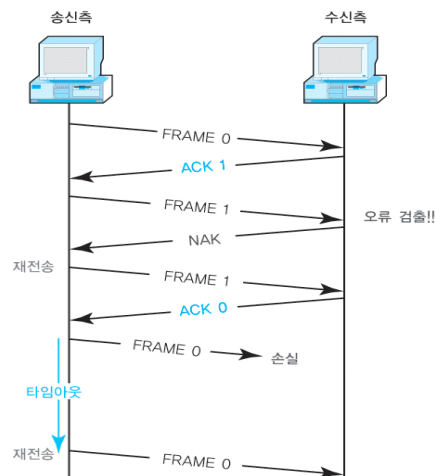 송신측
수신측
FRAME 0
ACK 1
FRAME 1
오류 검출!!
NAK
재전송
FRAME 1
ACK 0
FRAME 0
손실
타임아웃
재전송
FRAME 0